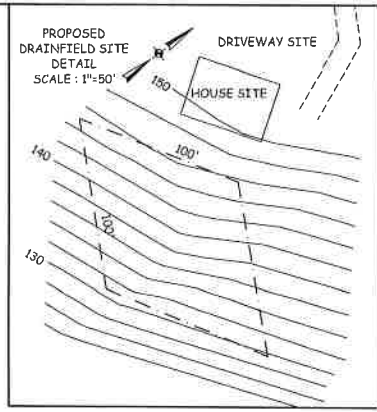 PROPOSED
DRAINFIELD SITE
DETAIL
SCALE : 1"=50'
DRIVEWAY SITE
150
HOUSE SITE
100'
140
100'
130